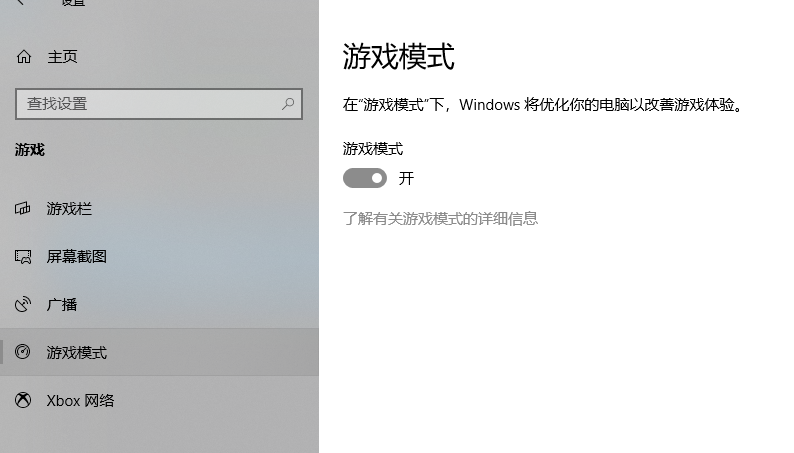 设置
主页
查找设置
游戏
游戏栏
屏幕截图
广播
游戏模式
Xbox 网络
游戏模式
在“游戏模式”下，Windows 将优化你的电脑以改善游戏体验。
游戏模式
开
了解有关游戏模式的详细信息